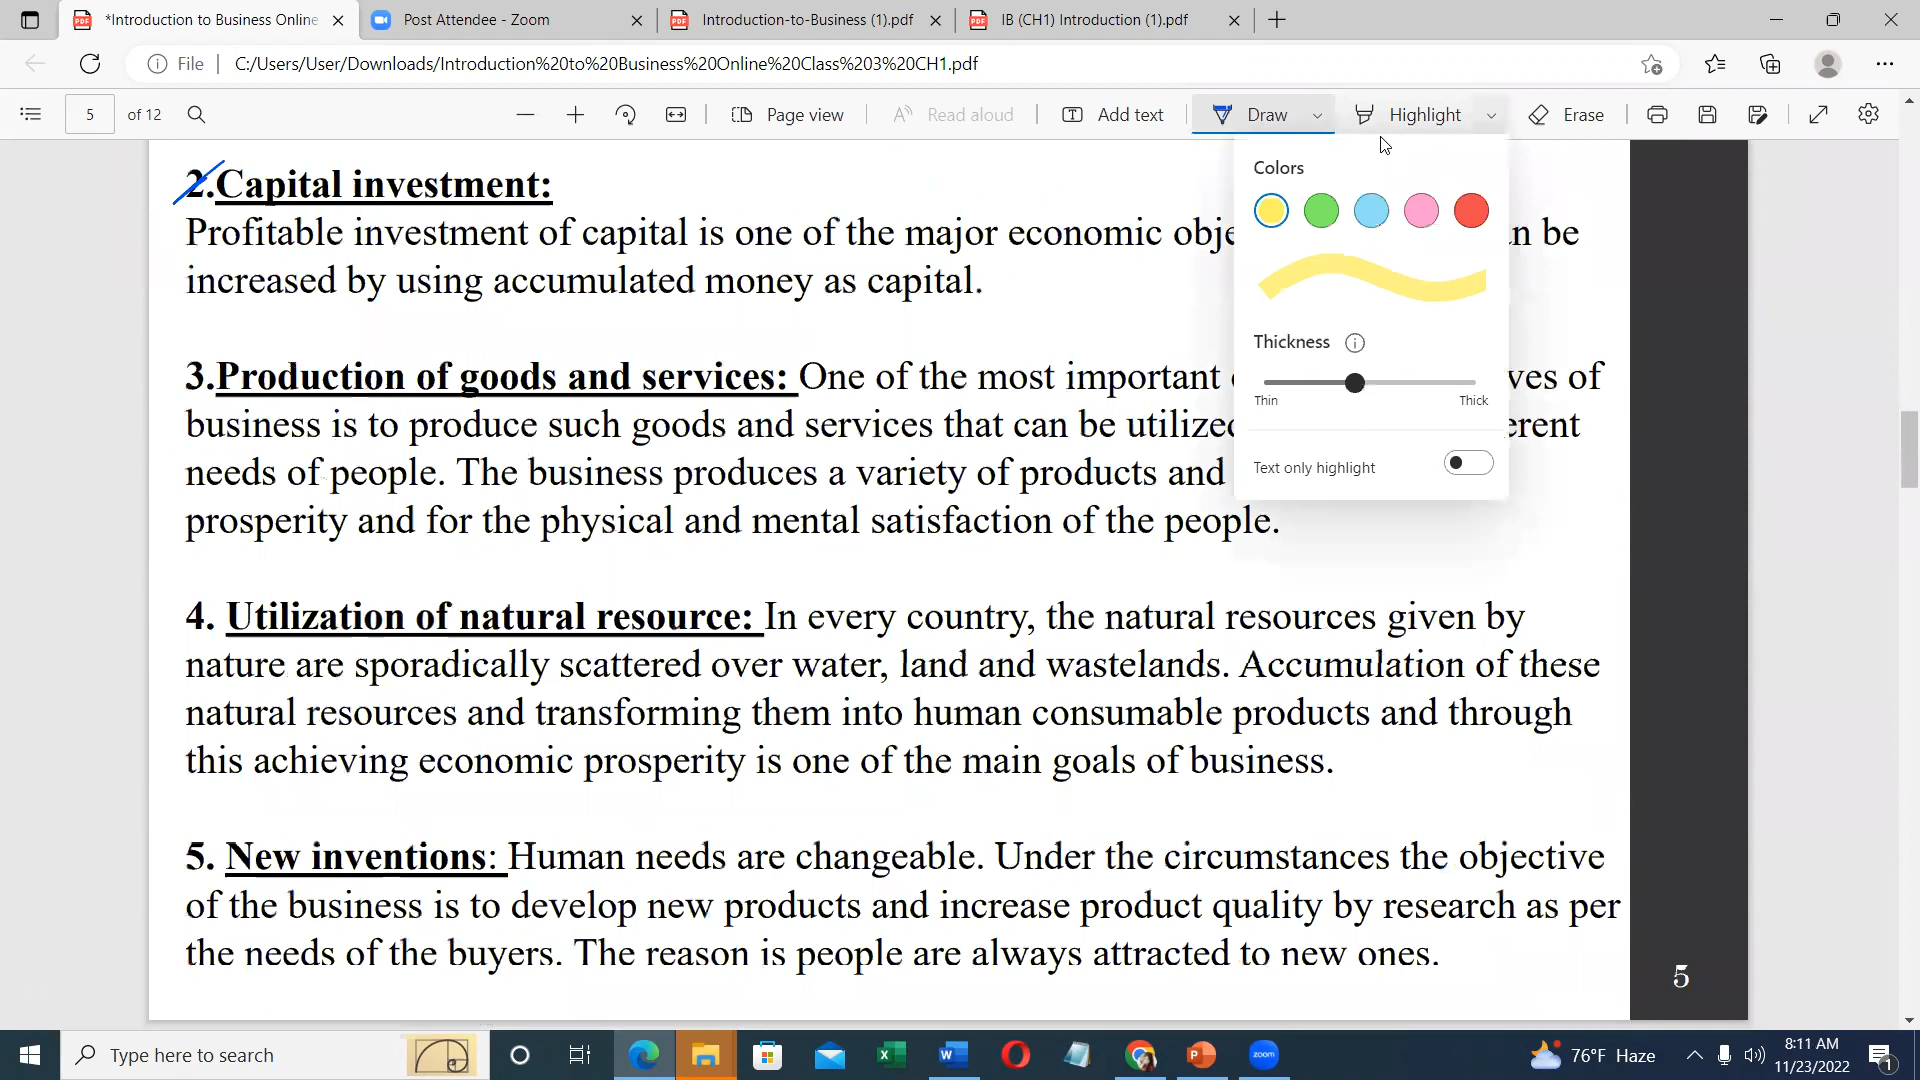 *Introduction to Business Online
Post Attendee - Zoom
Introduction-to-Business (1).pdf
IB (CH1) Introduction (1).pdf
File
C:/Users/User/Downloads/Introduction%20to%20Business%20Online%20Class%203%20CH1.pdf
5 of 12
Page view
Read aloud
Add text
Draw
Highlight
Erase
Colors
Thickness
Thin Thick
Text only highlight
2.Capital investment:
Profitable investment of capital is one of the major economic obje n be
increased by using accumulated money as capital.
3.Production of goods and services: One of the most important ves of
business is to produce such goods and services that can be utilized erent
needs of people. The business produces a variety of products and
prosperity and for the physical and mental satisfaction of the people.
4. Utilization of natural resource: In every country, the natural resources given by
nature are sporadically scattered over water, land and wastelands. Accumulation of these
natural resources and transforming them into human consumable products and through
this achieving economic prosperity is one of the main goals of business.
5. New inventions: Human needs are changeable. Under the circumstances the objective
of the business is to develop new products and increase product quality by research as per
the needs of the buyers. The reason is people are always attracted to new ones.
5
Type here to search
zoom
76°F Haze
8:11 AM
11/23/2022
1